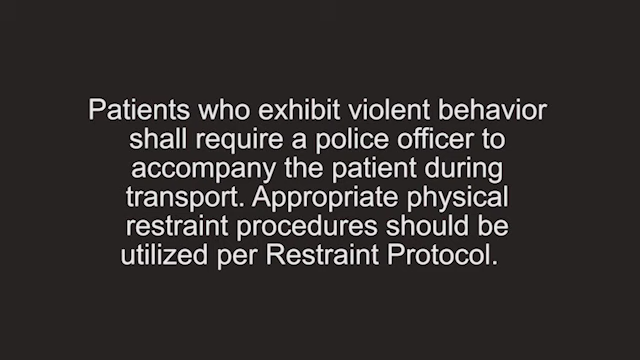 Patients who exhibit violent behavior
shall require a police officer to
accompany the patient during
transport. Appropriate physical
restraint procedures should be
utilized per Restraint Protocol.